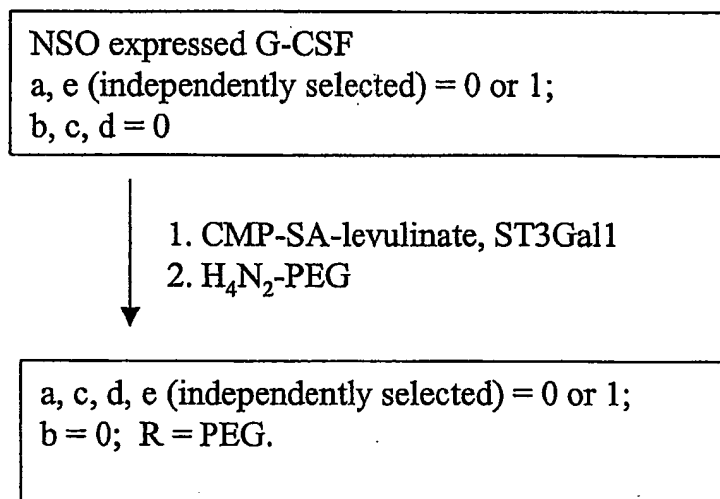 NSO expressed G-CSF
a, e (independently selected) = 0 or 1;
b, c, d = 0
1. CMP-SA-levulinate, ST3Gal1
2. H₄N₂-PEG
a, c, d, e (independently selected) = 0 or 1;
b = 0; R = PEG.